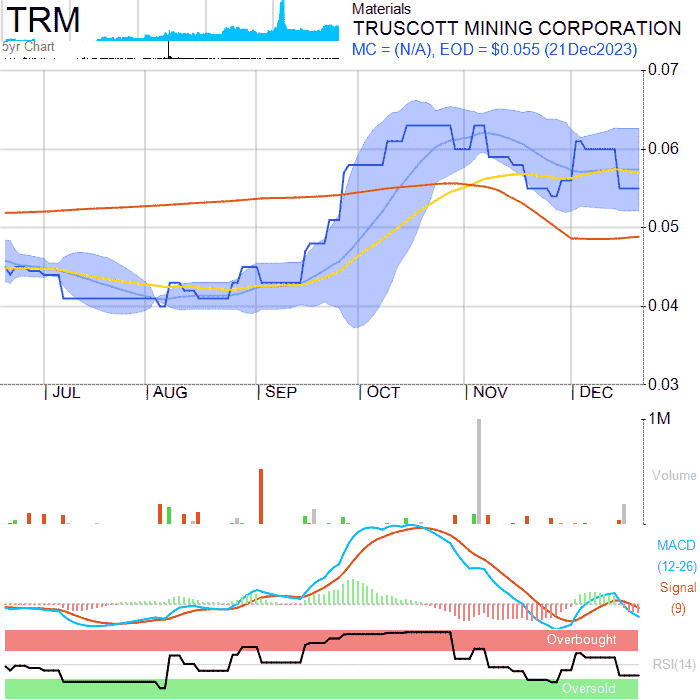 TRM
5yr Chart
Materials
TRUSCOTT MINING CORPORATION
MC = (N/A), EOD = $0.055 (21Dec2023)
0.07
0.06
0.05
0.04
0.03
JUL AUG SEP OCT NOV DEC
1M
Volume
MACD
(12-26)
Signal
(9)
Overbought
RSI(14)
Oversold